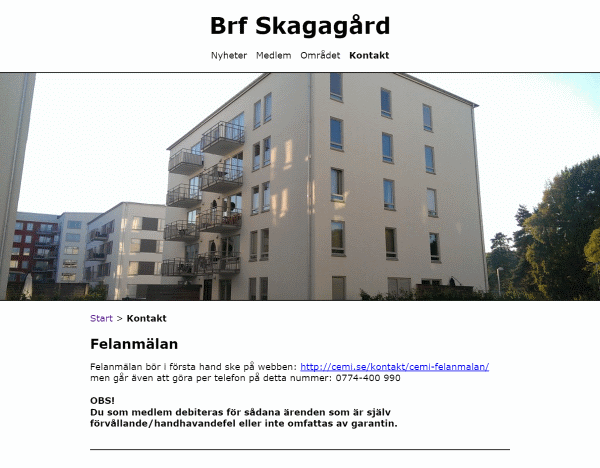 Brf Skagagård
Nyheter Medlem Området Kontakt
Start > Kontakt
Felanmälan
Felanmälan bör i första hand ske på webben: http://cemi.se/kontakt/cemi-felanmalan/
men går även att göra per telefon på detta nummer: 0774-400 990
OBS!
Du som medlem debiteras för sådana ärenden som är själv
förvållande/handhavandefel eller inte omfattas av garantin.